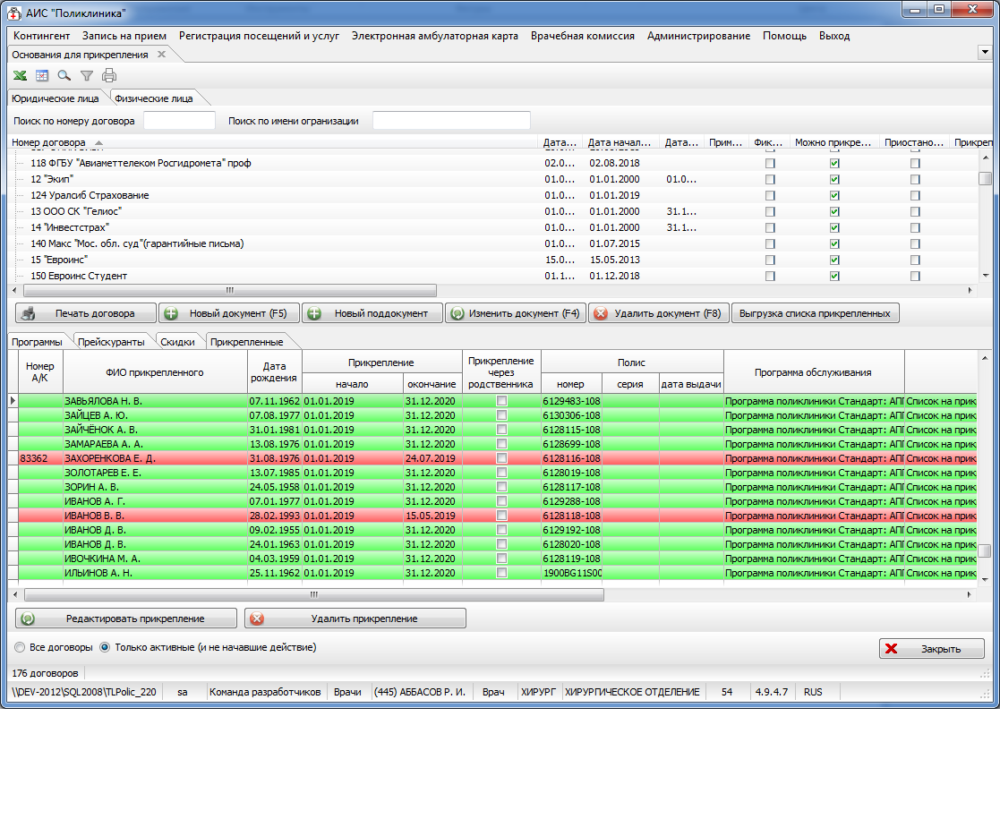 АИС "Поликлиника"
Контингент Запись на прием Регистрация посещений и услуг Электронная амбулаторная карта Врачебная комиссия Администрирование Помощь Выход
Основания для прикрепления
Юридические лица Физические лица
Поиск по номеру договора Поиск по имени огранизации
Номер договора Дата... Дата начал... Дата... Прим... Фик... Можно прикре... Приостано... Прикреп
118 ФГБУ "Авиаметтелеком Росгидромета" проф 02.0... 02.08.2018
12 "Экип" 01.0... 01.01.2000 01.0...
124 Уралсиб Страхование 01.0... 01.01.2019
13 ООО СК "Гелиос" 01.0... 01.01.2000 31.1...
14 "Инвестстрах" 01.0... 01.01.2000 31.1...
140 Макс "Мос. обл. суд"(гарантийные письма) 01.0... 01.07.2015
15 "Евроинс" 15.0... 15.05.2013
150 Евроинс Студент 01.1... 01.12.2018
Печать договора Новый документ (F5) Новый поддокумент Изменить документ (F4) Удалить документ (F8) Выгрузка списка прикрепленных
Программы Прейскуранты Скидки Прикрепленные
Номер А/К ФИО прикрепленного Дата рождения Прикрепление Прикрепление через родственника Полис Программа обслуживания
начало окончание номер серия дата выдачи
ЗАВЬЯЛОВА Н. В. 07.11.1962 01.01.2019 31.12.2020 6129483-108 Программа поликлиники Стандарт: АПП Список на прик
ЗАЙЦЕВ А. Ю. 07.08.1977 01.01.2019 31.12.2020 6130306-108 Программа поликлиники Стандарт: АПП Список на прик
ЗАЙЧЁНОК А. В. 31.01.1981 01.01.2019 31.12.2020 6128115-108 Программа поликлиники Стандарт: АПП Список на прик
ЗАМАРАЕВА А. А. 13.08.1976 01.01.2019 31.12.2020 6128699-108 Программа поликлиники Стандарт: АПП Список на прик
83362 ЗАХОРЕНКОВА Е. Д. 31.08.1976 01.01.2019 24.07.2019 6128116-108 Программа поликлиники Стандарт: АПП Список на прик
ЗОЛОТАРЕВ Е. Е. 13.07.1985 01.01.2019 31.12.2020 6128019-108 Программа поликлиники Стандарт: АПП Список на прик
ЗОРИН А. В. 24.05.1958 01.01.2019 31.12.2020 6128117-108 Программа поликлиники Стандарт: АПП Список на прик
ИВАНОВ А. Г. 07.01.1977 01.01.2019 31.12.2020 6129288-108 Программа поликлиники Стандарт: АПП Список на прик
ИВАНОВ В. В. 28.02.1993 01.01.2019 15.05.2019 6128118-108 Программа поликлиники Стандарт: АПП Список на прик
ИВАНОВ Д. В. 09.02.1955 01.01.2019 31.12.2020 6129192-108 Программа поликлиники Стандарт: АПП Список на прик
ИВАНОВ Д. В. 24.01.1963 01.01.2019 31.12.2020 6128020-108 Программа поликлиники Стандарт: АПП Список на прик
ИВОЧКИНА М. А. 04.03.1959 01.01.2019 31.12.2020 6128119-108 Программа поликлиники Стандарт: АПП Список на прик
ИЛЬИНОВ А. Н. 25.11.1962 01.01.2019 31.12.2020 1900BG11S00 Программа поликлиники Стандарт: АПП Список на прик
Редактировать прикрепление Удалить прикрепление
Все договоры Только активные (и не начавшие действие) Закрыть
176 договоров
\\DEV-2012\SQL2008\TLPolic_220 sa Команда разработчиков Врачи (445) АББАСОВ Р. И. Врач ХИРУРГ ХИРУРГИЧЕСКОЕ ОТДЕЛЕНИЕ 54 4.9.4.7 RUS